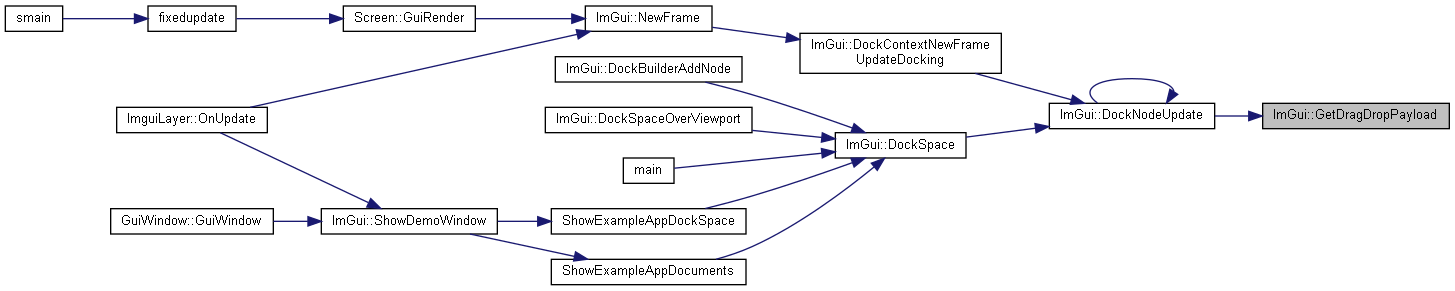 smain
fixedupdate
Screen::GuiRender
ImGui::NewFrame
ImGui::DockContextNewFrame
UpdateDocking
ImGui::DockBuilderAddNode
ImguiLayer::OnUpdate
ImGui::DockSpaceOverViewport
ImGui::DockNodeUpdate
ImGui::GetDragDropPayload
ImGui::DockSpace
main
GuiWindow::GuiWindow
ImGui::ShowDemoWindow
ShowExampleAppDockSpace
ShowExampleAppDocuments